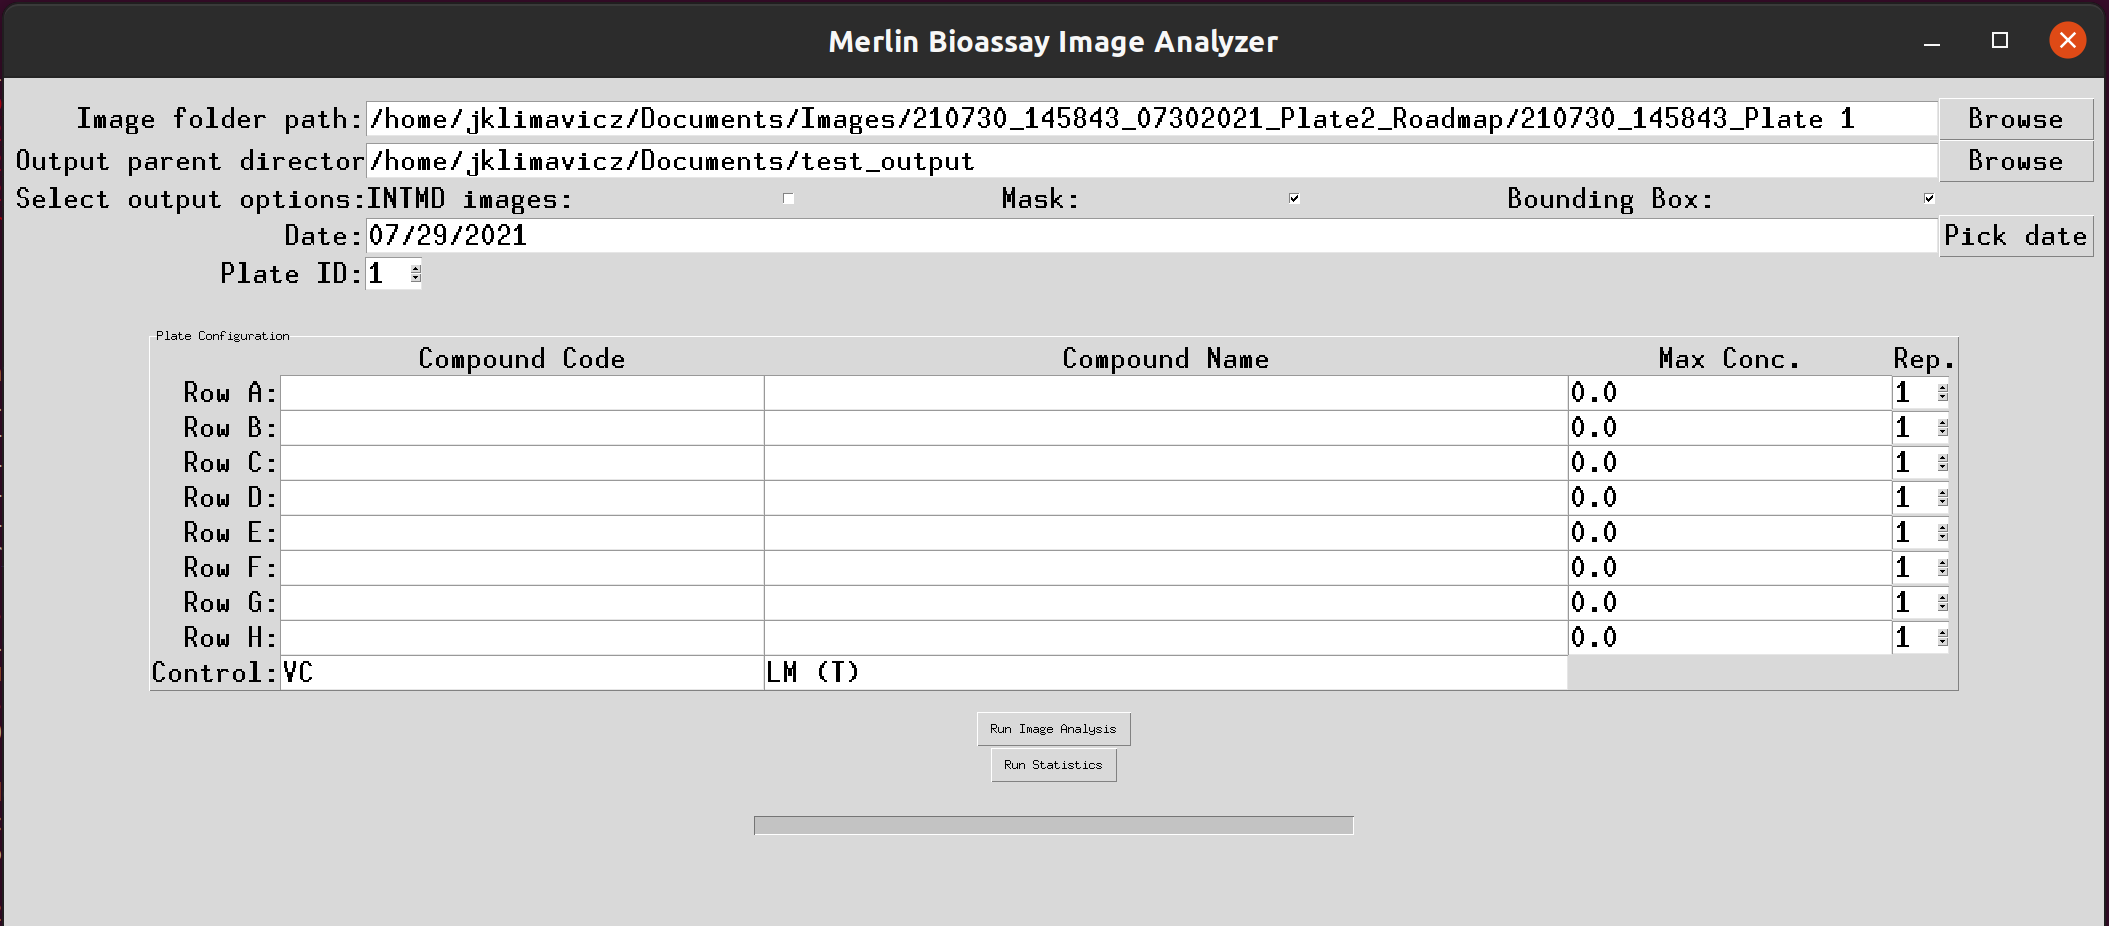 Merlin Bioassay Image Analyzer
Image folder path: /home/jklimavicz/Documents/Images/210730_145843_07302021_Plate2_Roadmap/210730_145843_Plate 1 Browse
Output parent director /home/jklimavicz/Documents/test_output Browse
Select output options: INTMD images: Mask: Bounding Box:
Date: 07/29/2021 Pick date
Plate ID: 1
Plate Configuration
Compound Code Compound Name Max Conc. Rep.
Row A: 0.0 1
Row B: 0.0 1
Row C: 0.0 1
Row D: 0.0 1
Row E: 0.0 1
Row F: 0.0 1
Row G: 0.0 1
Row H: 0.0 1
Control: VC LM (T)
Run Image Analysis
Run Statistics